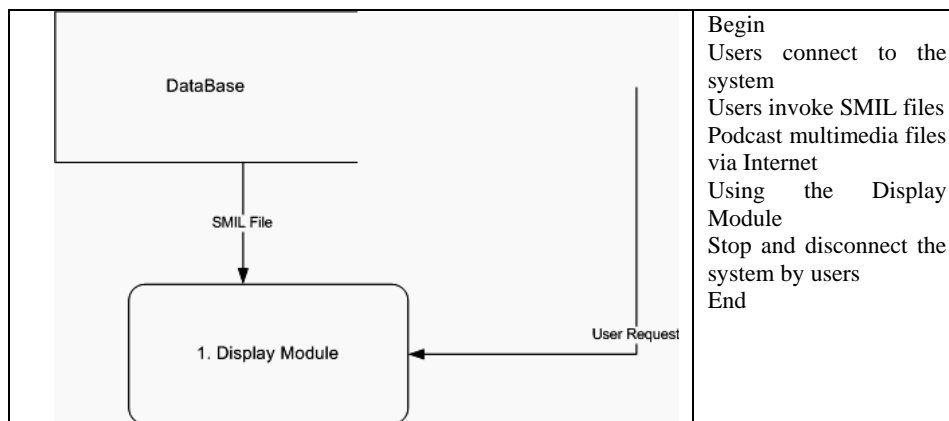 DataBase
SMIL File
User Request
1. Display Module
Begin
Users connect to the
system
Users invoke SMIL files
Podcast multimedia files
via Internet
Using the Display
Module
Stop and disconnect the
system by users
End